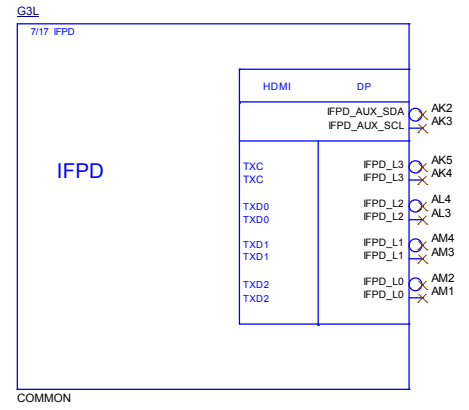 G3L
7/17 IFPD
HDMI DP
IFPD_AUX_SDA AK2
IFPD_AUX_SCL AK3
IFPD
TXC IFPD_L3 AK5
TXC IFPD_L3 AK4
TXD0 IFPD_L2 AL4
TXD0 IFPD_L2 AL3
TXD1 IFPD_L1 AM4
TXD1 IFPD_L1 AM3
TXD2 IFPD_L0 AM2
TXD2 IFPD_L0 AM1
COMMON